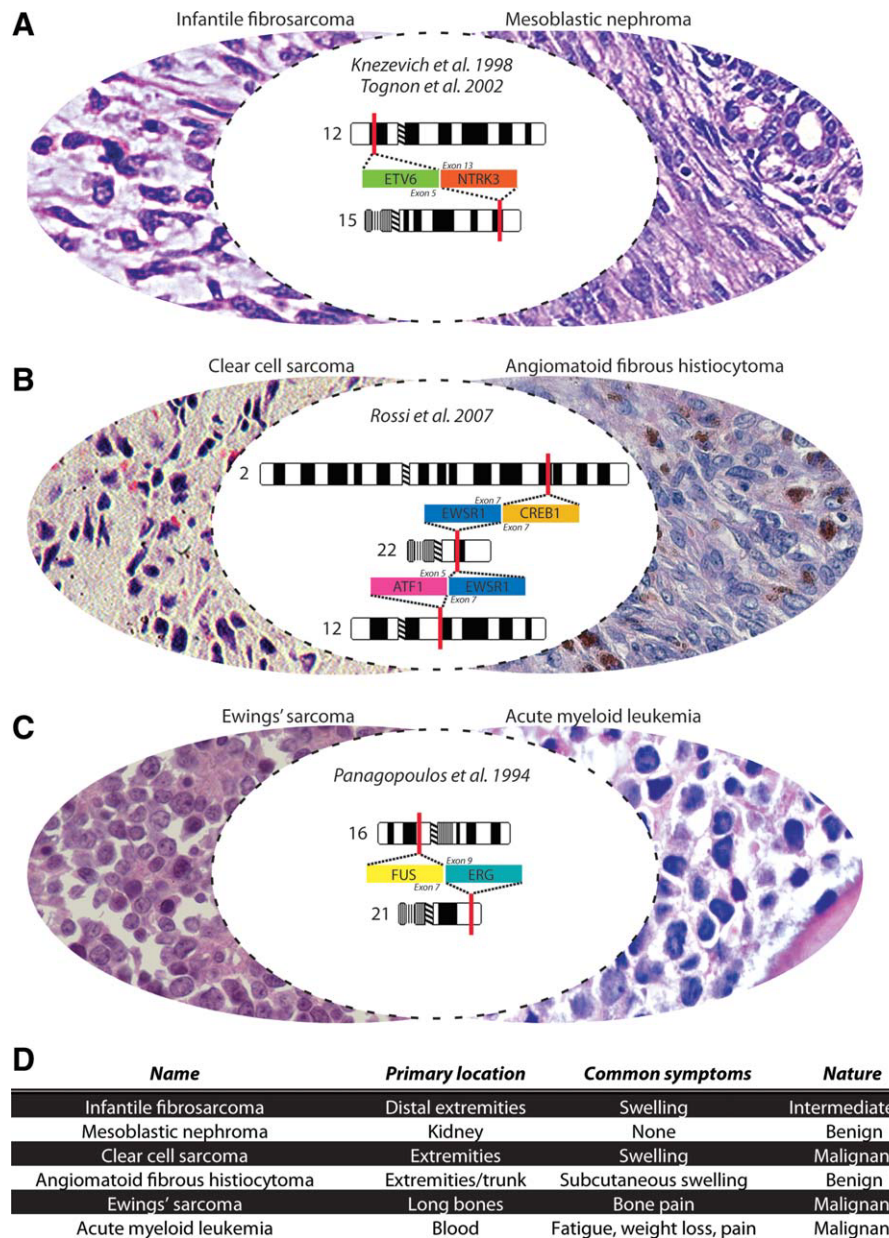 A
Infantile fibrosarcoma
Mesoblastic nephroma
Knezevich et al. 1998
Tognon et al. 2002
12
Exon 13
ETV6
NTRK3
Exon 5
15
B
Clear cell sarcoma
Angiomatoid fibrous histiocytoma
Rossi et al. 2007
2
Exon 7
EWSR1
CREB1
Exon 7
22
Exon 5
ATF1
EWSR1
Exon 7
12
C
Ewings' sarcoma
Acute myeloid leukemia
Panagopoulos et al. 1994
16
Exon 9
FUS
ERG
Exon 7
21
D
Name Primary location Common symptoms Nature
Infantile fibrosarcoma Distal extremities Swelling Intermediate
Mesoblastic nephroma Kidney None Benign
Clear cell sarcoma Extremities Swelling Malignan
Angiomatoid fibrous histiocytoma Extremities/trunk Subcutaneous swelling Benign
Ewings' sarcoma Long bones Bone pain Malignan
Acute myeloid leukemia Blood Fatigue, weight loss, pain Malignan